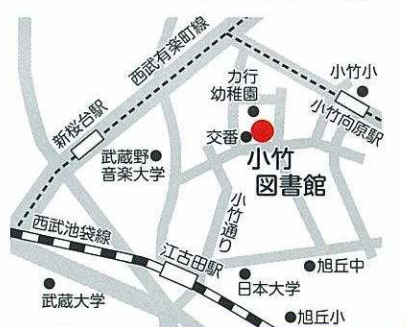 西武有楽町線
新桜台駅
力行
幼稚園
小竹小
小竹向原駅
交番
小竹
図書館
武蔵野
音楽大学
小竹通り
西武池袋線
江古田駅
旭丘中
日本大学
武蔵大学
旭丘小